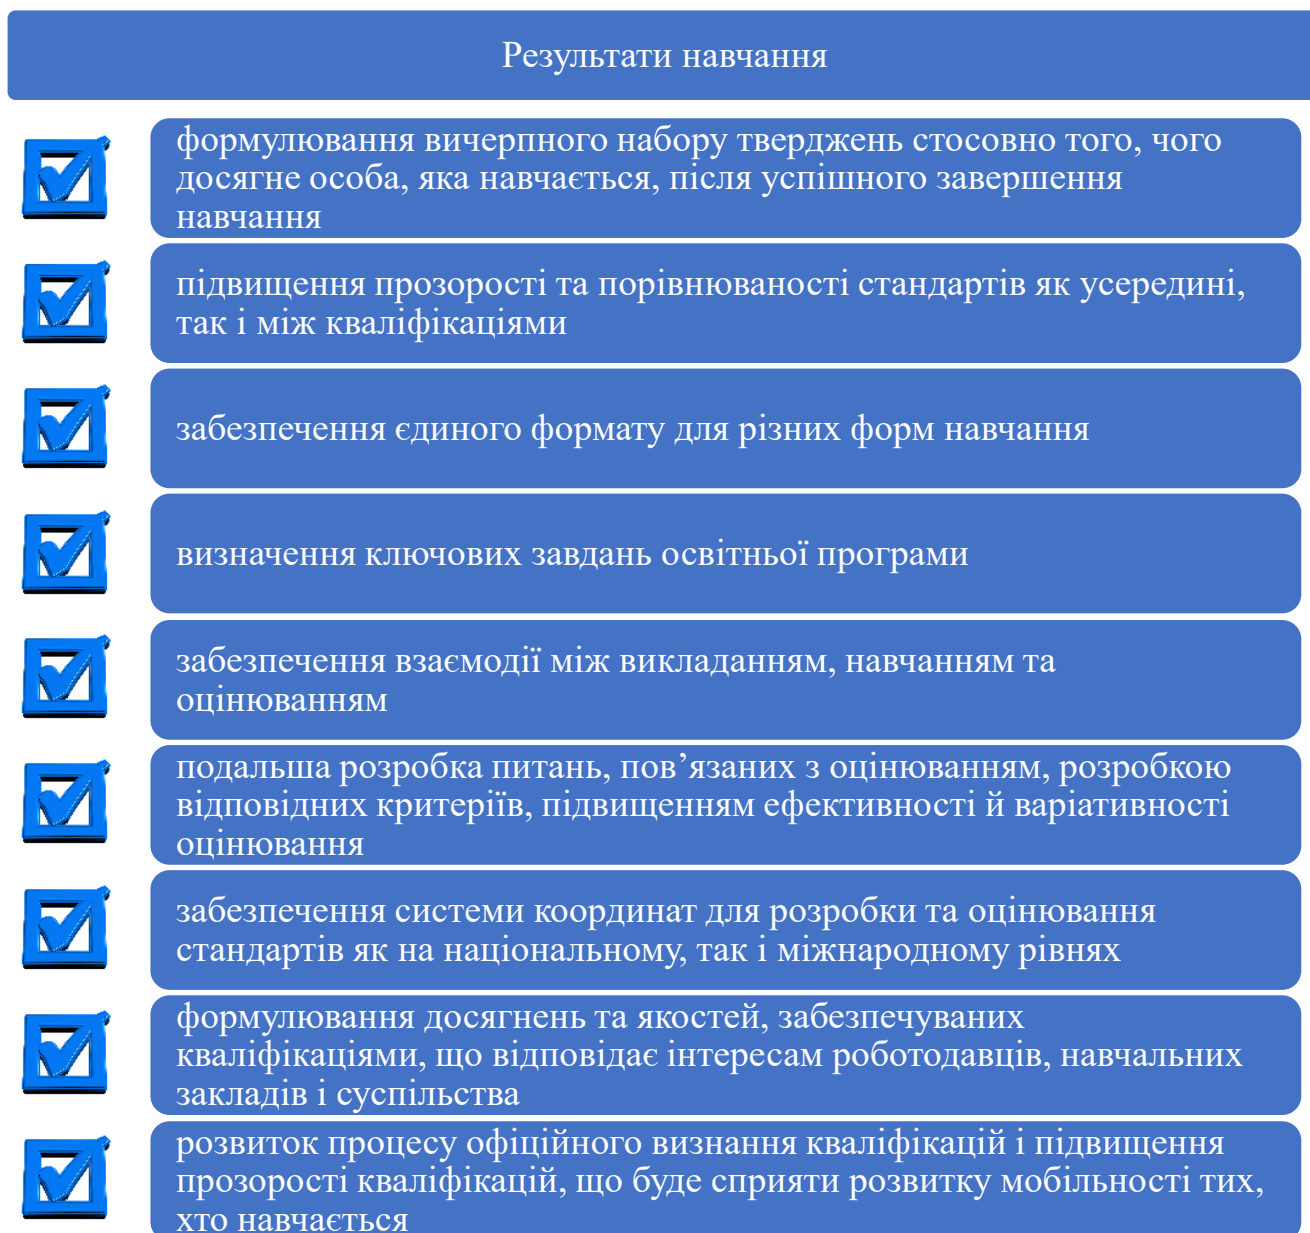 Результати навчання
формулювання вичерпного набору тверджень стосовно того, чого
досягне особа, яка навчається, після успішного завершення
навчання
підвищення прозорості та порівнюваності стандартів як усередині,
так і між кваліфікаціями
забезпечення єдиного формату для різних форм навчання
визначення ключових завдань освітньої програми
забезпечення взаємодії між викладанням, навчанням та
оцінюванням
подальша розробка питань, пов’язаних з оцінюванням, розробкою
відповідних критеріїв, підвищенням ефективності й варіативності
оцінювання
забезпечення системи координат для розробки та оцінювання
стандартів як на національному, так і міжнародному рівнях
формулювання досягнень та якостей, забезпечуваних
кваліфікаціями, що відповідає інтересам роботодавців, навчальних
закладів і суспільства
розвиток процесу офіційного визнання кваліфікацій і підвищення
прозорості кваліфікацій, що буде сприяти розвитку мобільності тих,
хто навчається